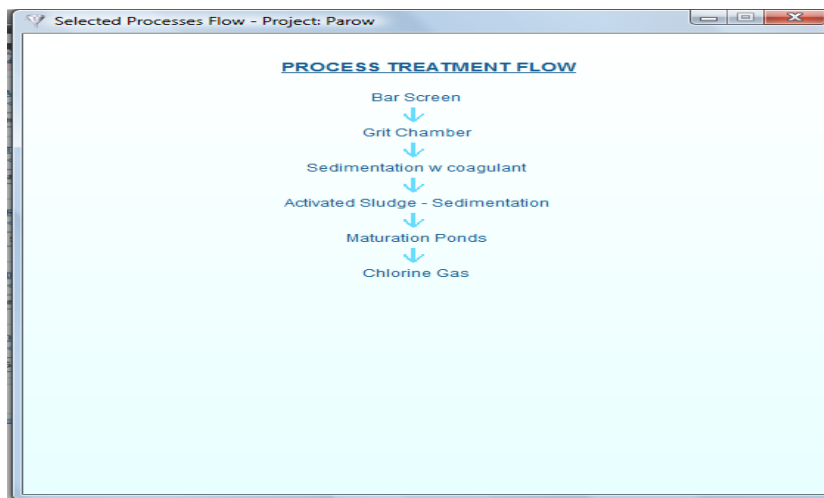 Selected Processes Flow - Project: Parow
PROCESS TREATMENT FLOW
Bar Screen
Grit Chamber
Sedimentation w coagulant
Activated Sludge - Sedimentation
Maturation Ponds
Chlorine Gas